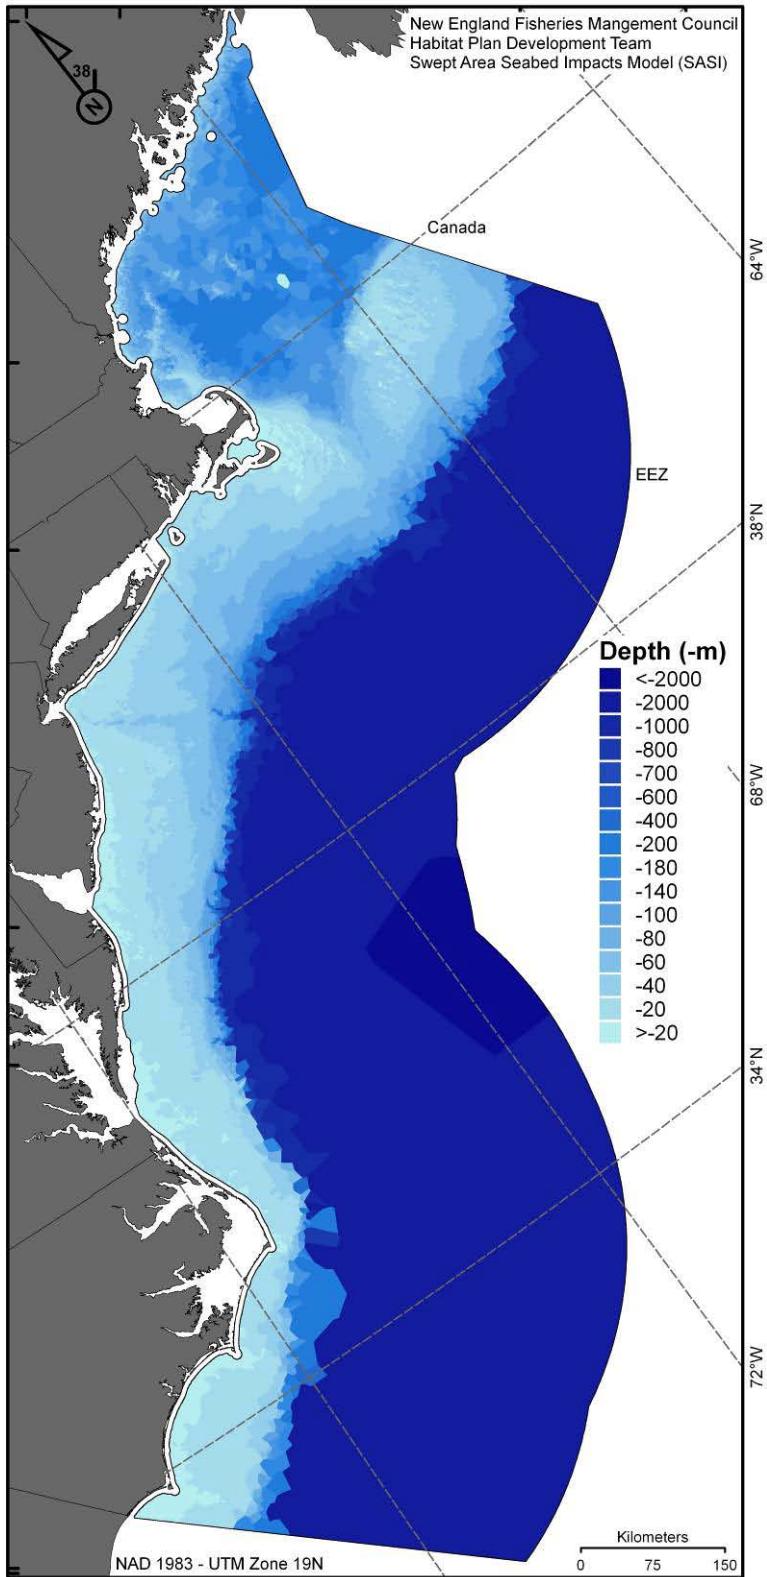 New England Fisheries Mangement Council
Habitat Plan Development Team
Swept Area Seabed Impacts Model (SASI)
38
N
Canada
64°W
EEZ
38°N
Depth (-m)
<-2000
-2000
-1000
-800
-700
-600
-400
-200
-180
-140
-100
-80
-60
-40
-20
>-20
68°W
34°N
72°W
Kilometers
0 75 150
NAD 1983 - UTM Zone 19N